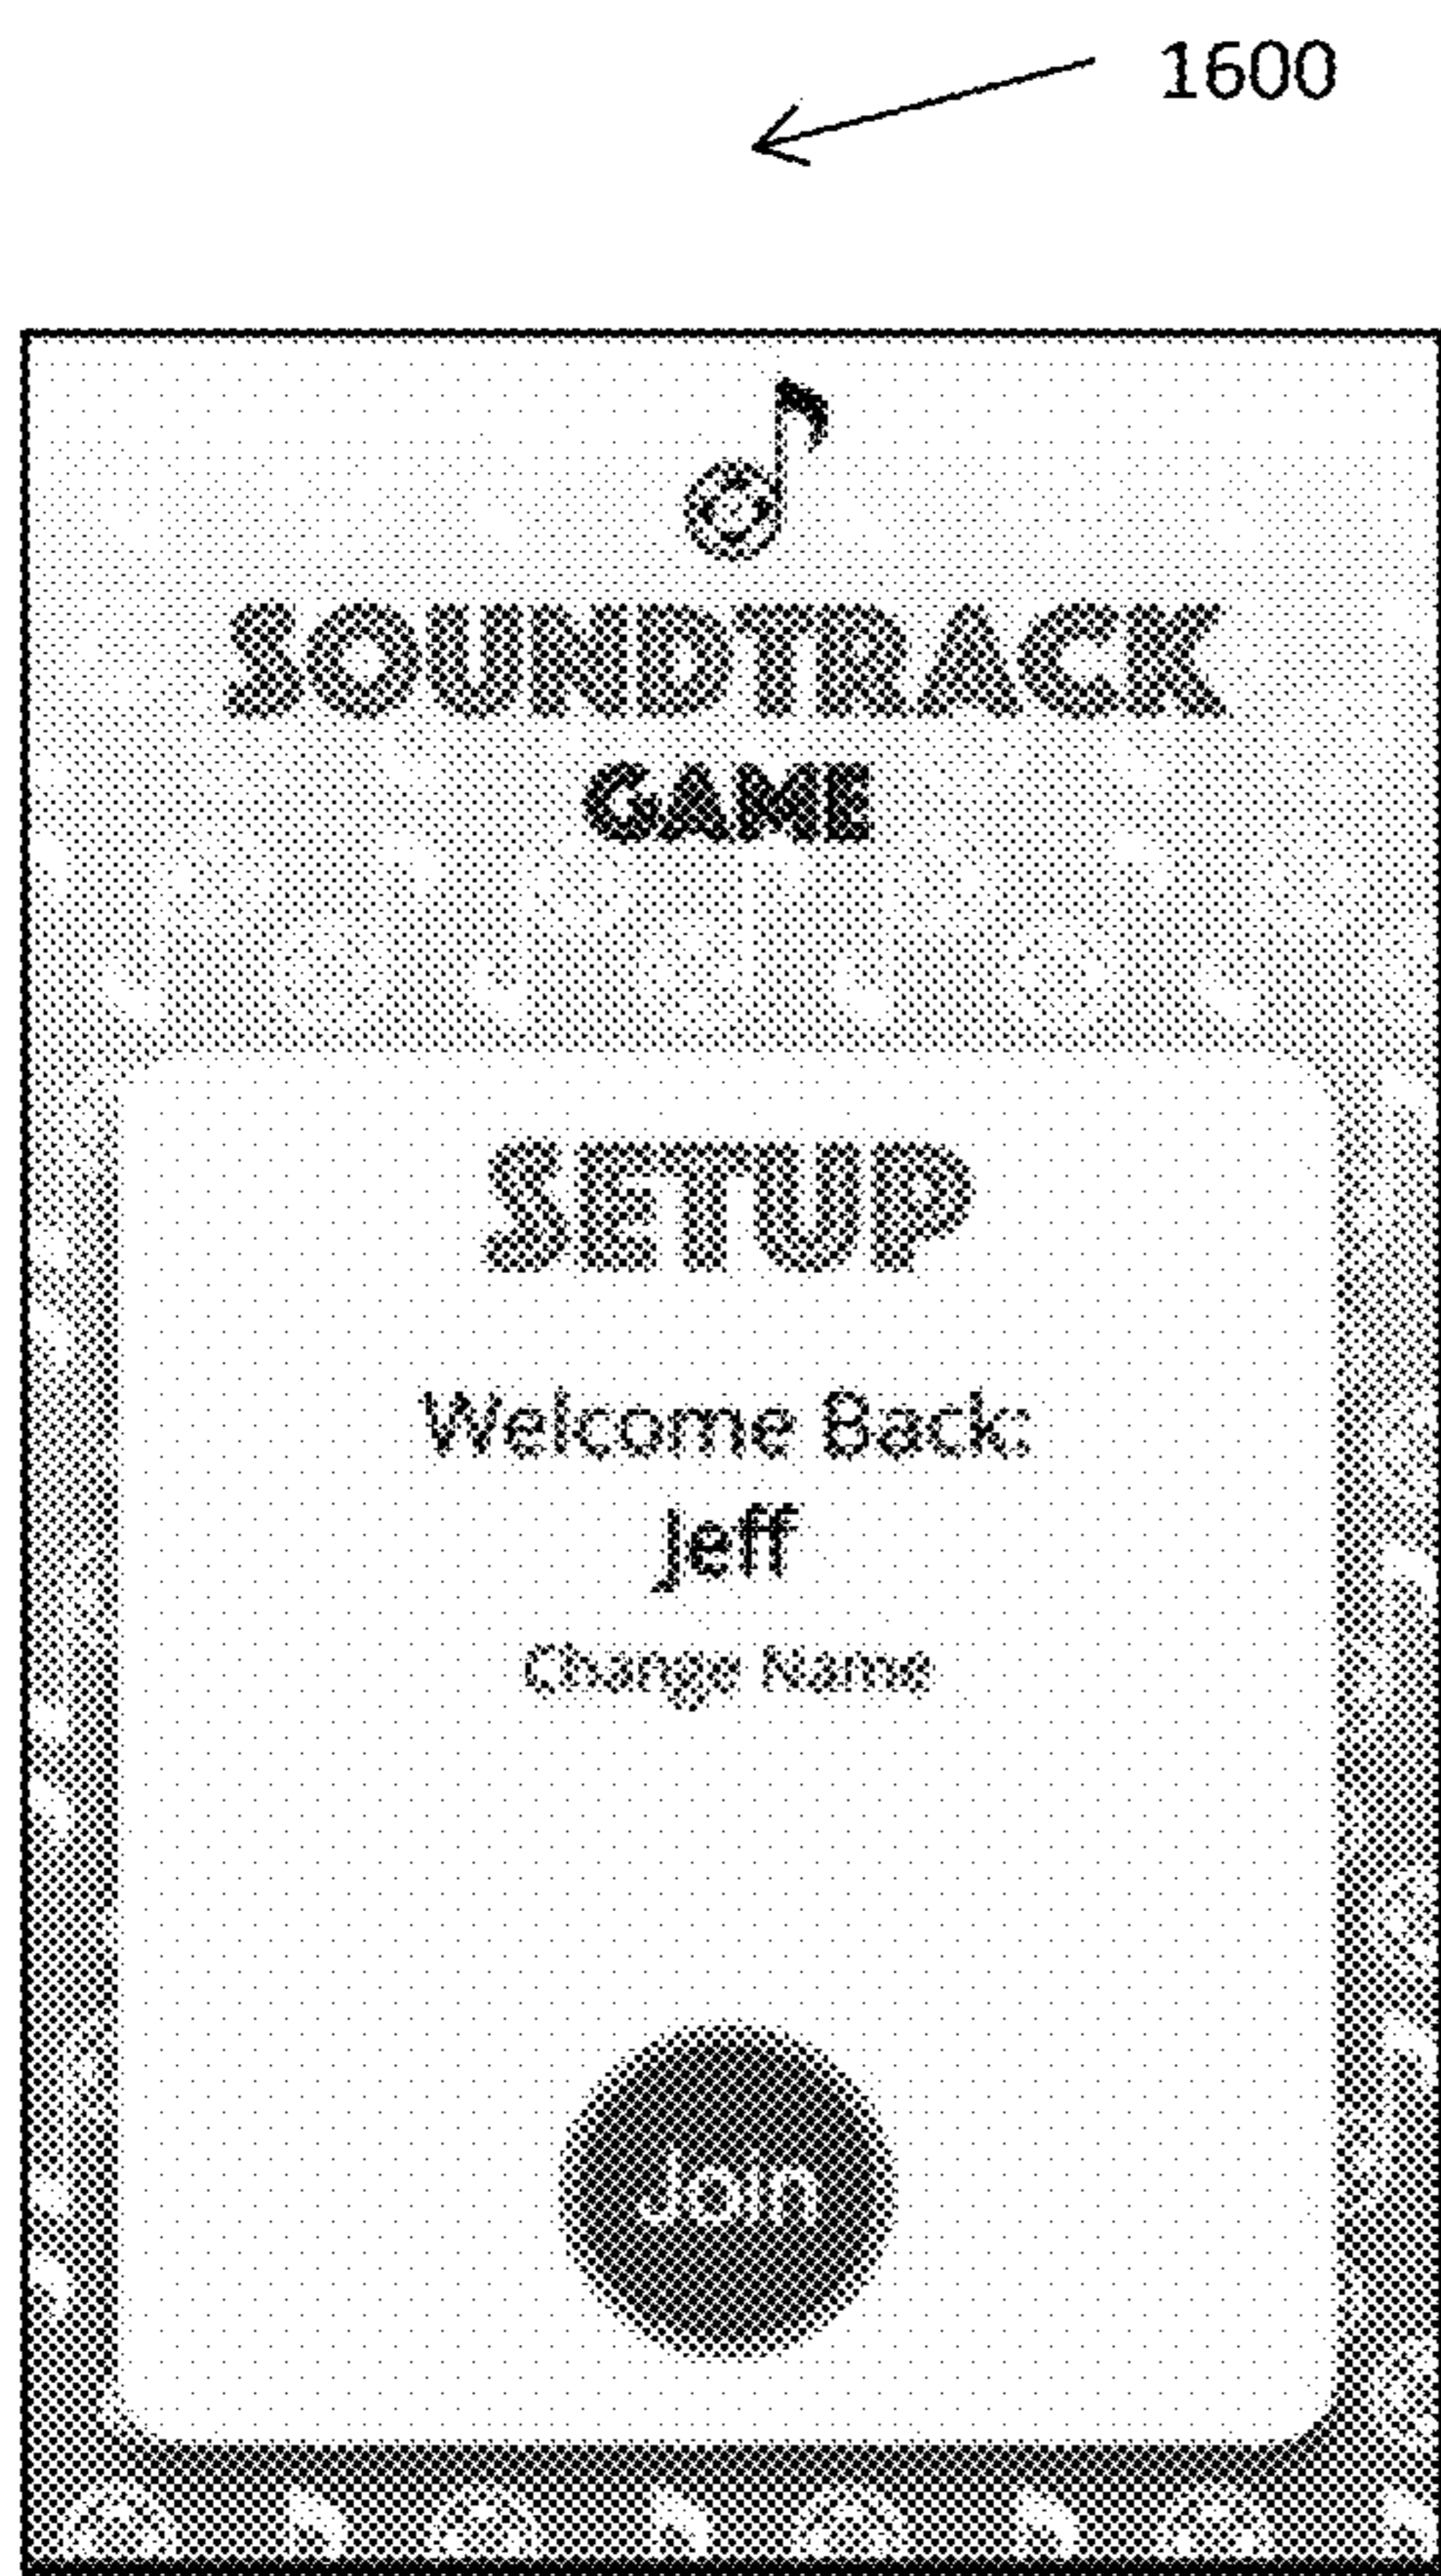 1600
SOUNDTRACK
GAME
SETUP
Welcome Back:
Jeff
Change Name
Join